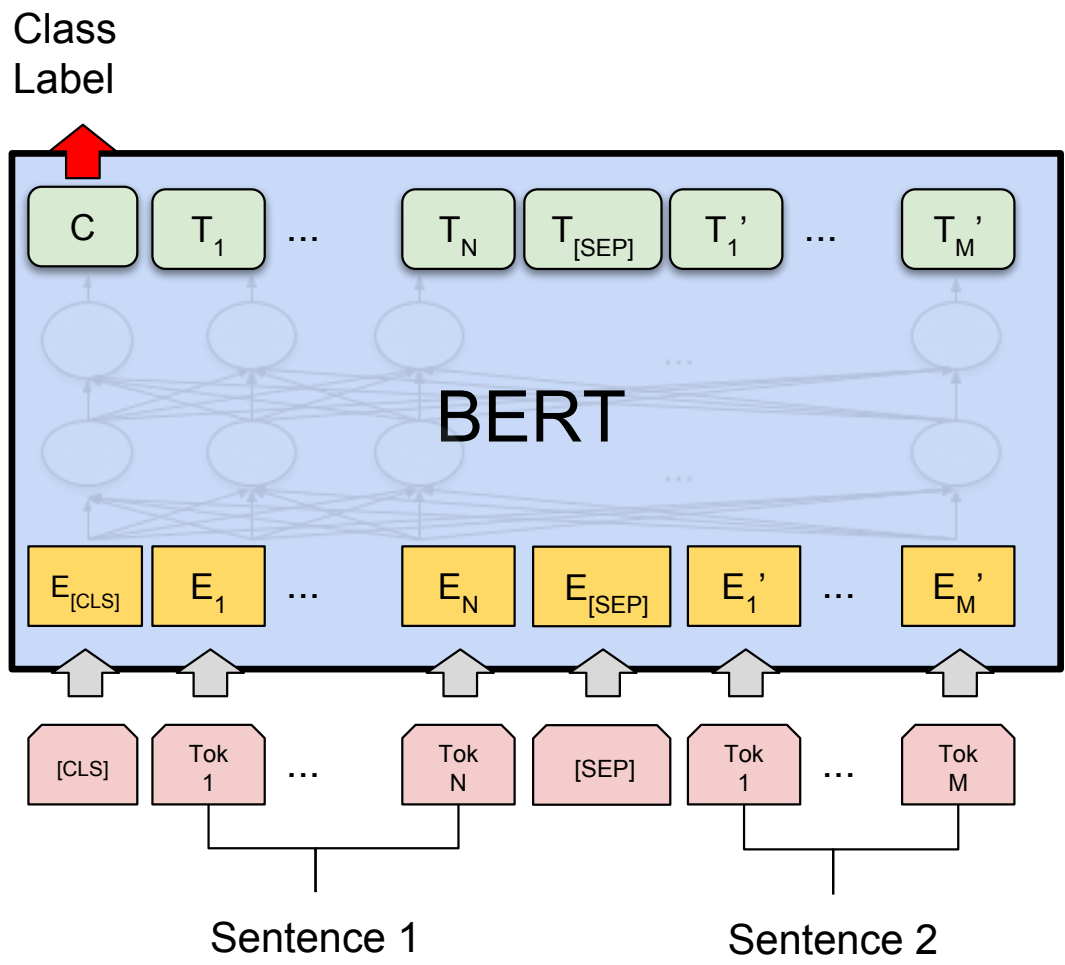 Class
Label
C T1 ... TN T[SEP] T1' ... TM'
...
BERT
...
E[CLS] E1 ... EN E[SEP] E1' ... EM'
[CLS] Tok 1 ... Tok N [SEP] Tok 1 ... Tok M
Sentence 1 Sentence 2